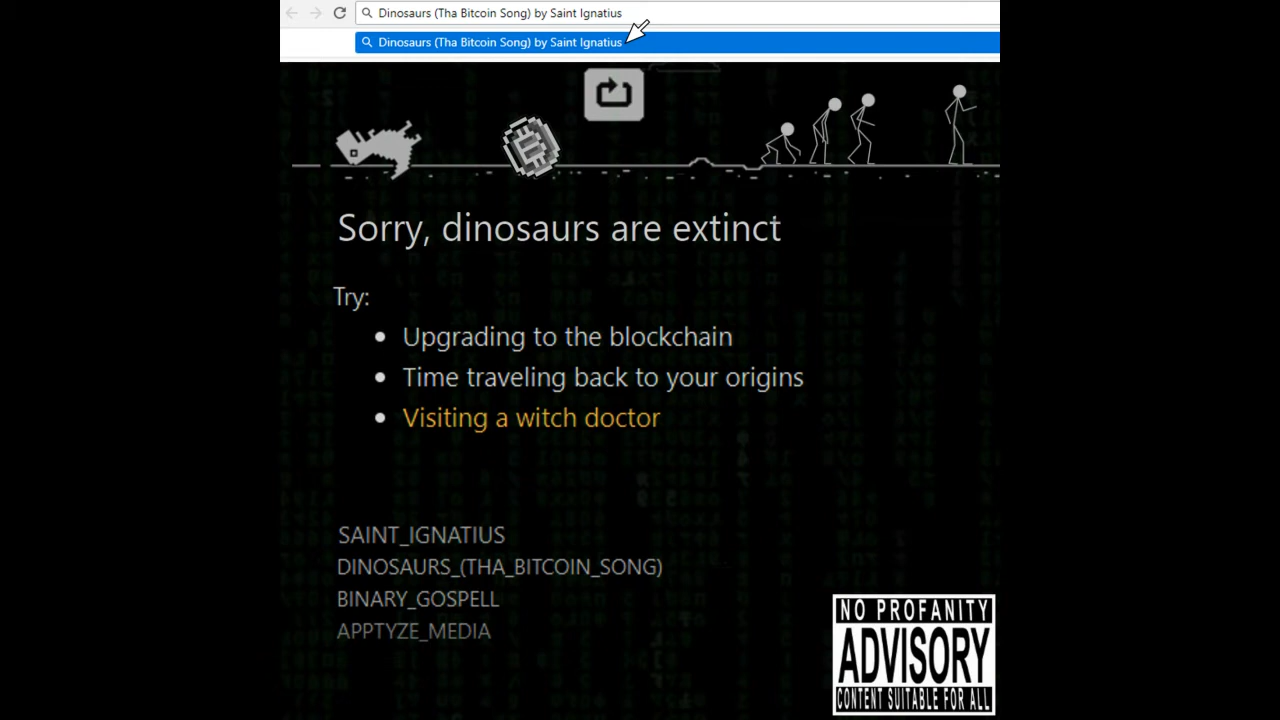 Dinosaurs (Tha Bitcoin Song) by Saint Ignatius
Dinosaurs (Tha Bitcoin Song) by Saint Ignatius
Sorry, dinosaurs are extinct
Try:
Upgrading to the blockchain
Time traveling back to your origins
Visiting a witch doctor
SAINT_IGNATIUS
DINOSAURS_(THA_BITCOIN_SONG)
BINARY_GOSPELL
APPTYZE_MEDIA
NO PROFANITY
ADVISORY
CONTENT SUITABLE FOR ALL